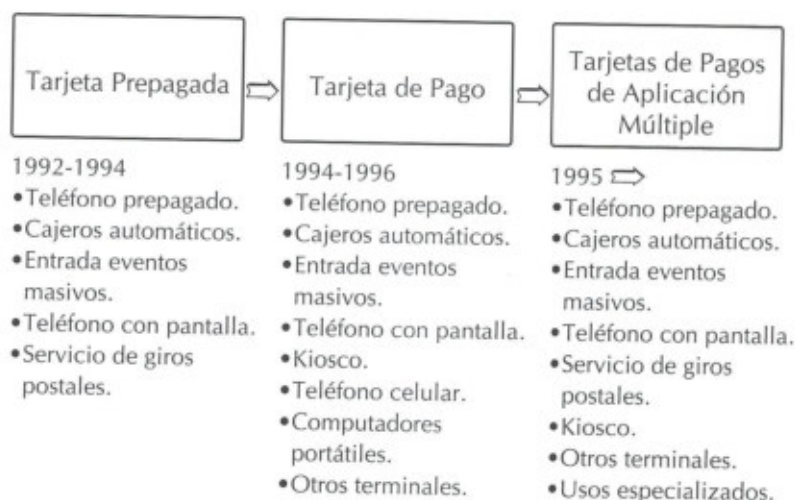 Tarjeta Prepagada
Tarjeta de Pago
Tarjetas de Pagos
de Aplicación
Múltiple
1992-1994
•Teléfono prepagado.
•Cajeros automáticos.
•Entrada eventos
masivos.
•Teléfono con pantalla.
•Servicio de giros
postales.
1994-1996
•Teléfono prepagado.
•Cajeros automáticos.
•Entrada eventos
masivos.
•Teléfono con pantalla.
•Kiosco.
•Teléfono celular.
•Computadores
portátiles.
•Otros terminales.
1995 ⇨
•Teléfono prepagado.
•Cajeros automáticos.
•Entrada eventos
masivos.
•Teléfono con pantalla.
•Servicio de giros
postales.
•Kiosco.
•Otros terminales.
•Usos especializados.